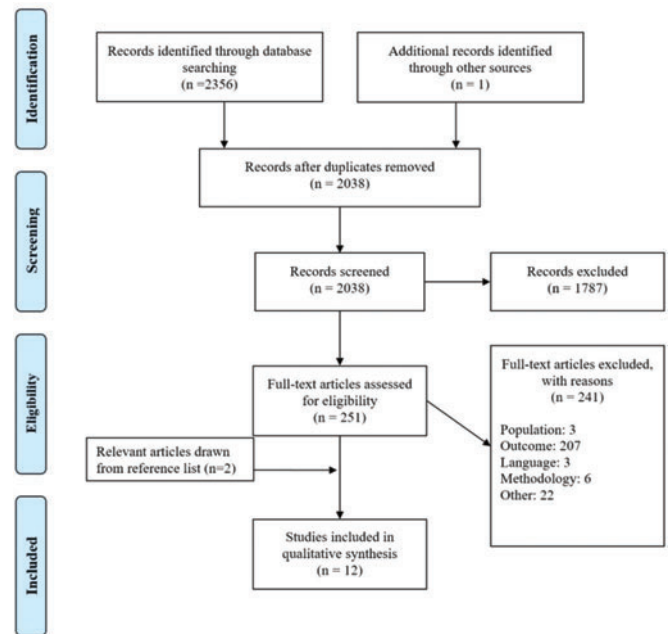 Identification
Records identified through database
searching
(n =2356)
Additional records identified
through other sources
(n = 1)
Records after duplicates removed
(n = 2038)
Screening
Records screened
(n = 2038)
Records excluded
(n = 1787)
Eligibility
Full-text articles assessed
for eligibility
(n = 251)
Full-text articles excluded,
with reasons
(n = 241)
Population: 3
Outcome: 207
Language: 3
Methodology: 6
Other: 22
Relevant articles drawn
from reference list (n=2)
Included
Studies included in
qualitative synthesis
(n = 12)